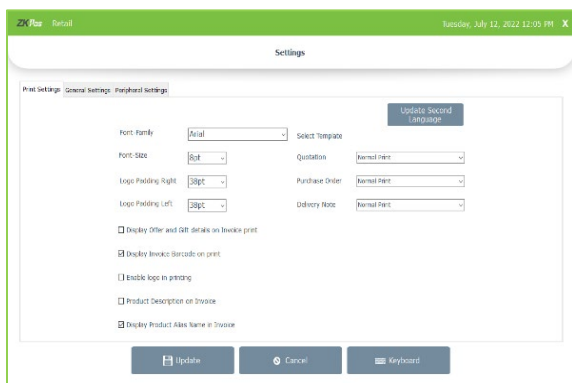 ZKPos Retail Tuesday, July 12, 2022 12:05 PM X
Settings
Print Settings General Settings Peripheral Settings
Update Second
Language
Font-Family Arial Select Template
Font-Size 8pt Quotation Normal Print
Logo Padding Right 38pt Purchase Order Normal Print
Logo Padding Left 38pt Delivery Note Normal Print
Display Offer and Gift details on Invoice print
Display Invoice Barcode on print
Enable logo in printing
Product Description on Invoice
Display Product Alias Name in Invoice
Update Cancel Keyboard